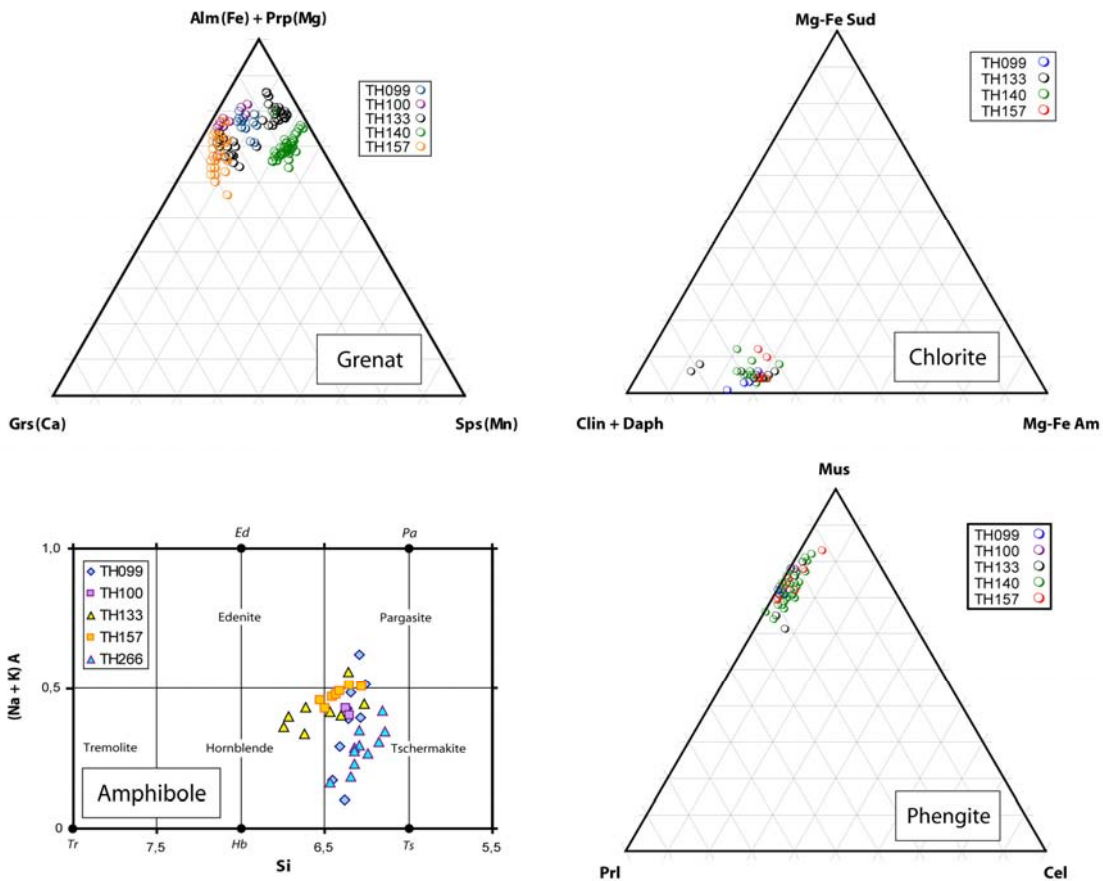 Alm(Fe) + Prp(Mg)
TH099
TH100
TH133
TH140
TH157
Grenat
Grs(Ca)
Sps(Mn)
Mg-Fe Sud
TH099
TH133
TH140
TH157
Chlorite
Clin + Daph
Mg-Fe Am
Ed
Pa
1,0
TH099
TH100
TH133
TH157
TH266
Edenite
Pargasite
(Na + K) A
0,5
Tremolite
Hornblende
Tschermakite
Amphibole
0
Tr
7,5
Hb
6,5
Ts
5,5
Si
Mus
TH099
TH100
TH133
TH140
TH157
Phengite
Prl
Cel